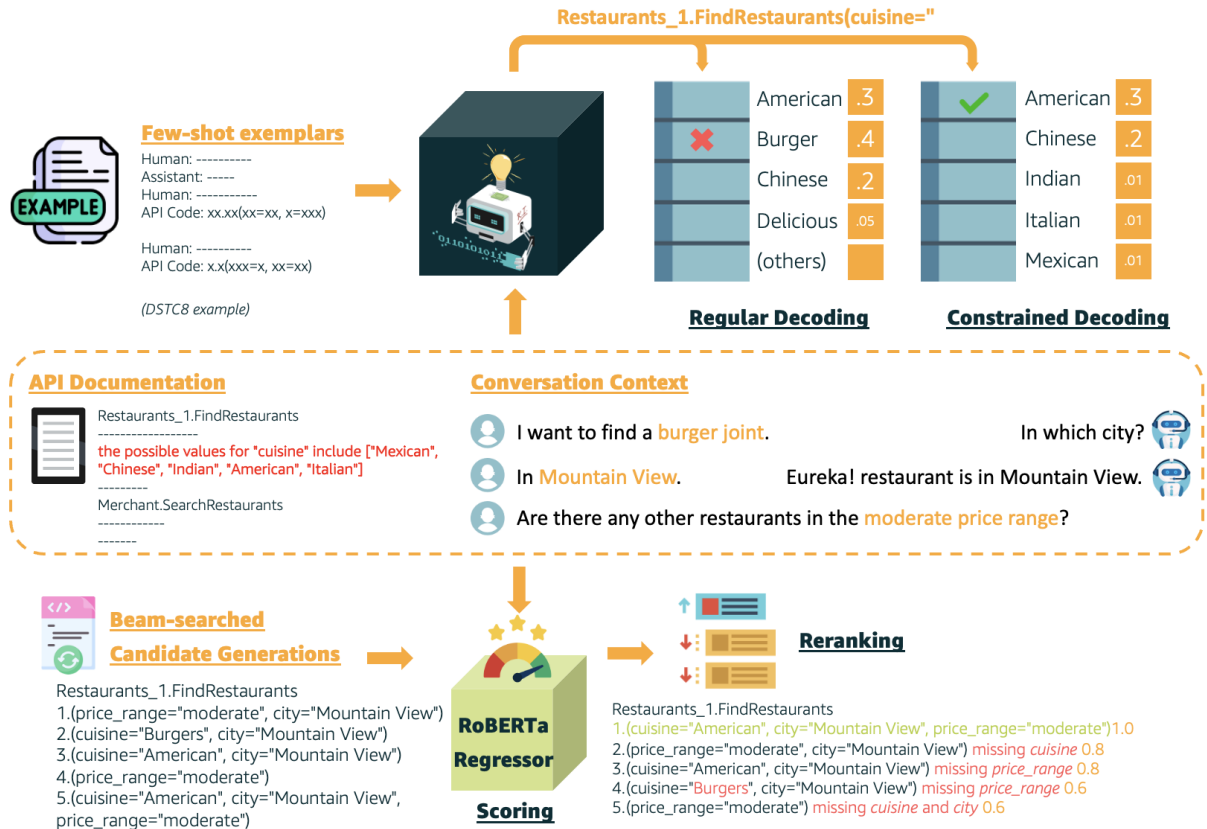 Restaurants_1.FindRestaurants(cuisine="
Few-shot exemplars
Human: ----------
Assistant: -----
Human: -----------
API Code: xx.xx(xx=xx, x=xxx)
Human: ----------
API Code: x.x(xxx=x, xx=xx)
(DSTC8 example)
EXAMPLE
0110101011
American .3
Burger .4
Chinese .2
Delicious .05
(others)
Regular Decoding
American .3
Chinese .2
Indian .01
Italian .01
Mexican .01
Constrained Decoding
API Documentation
Restaurants_1.FindRestaurants
------------------
the possible values for "cuisine" include ["Mexican",
"Chinese", "Indian", "American", "Italian"]
---------
Merchant.SearchRestaurants
------------
-------
Conversation Context
I want to find a burger joint.
In which city?
In Mountain View.
Eureka! restaurant is in Mountain View.
Are there any other restaurants in the moderate price range?
</>
Beam-searched
Candidate Generations
Restaurants_1.FindRestaurants
1.(price_range="moderate", city="Mountain View")
2.(cuisine="Burgers", city="Mountain View")
3.(cuisine="American", city="Mountain View")
4.(price_range="moderate")
5.(cuisine="American", city="Mountain View",
price_range="moderate")
RoBERTa
Regressor
Scoring
Reranking
Restaurants_1.FindRestaurants
1.(cuisine="American", city="Mountain View", price_range="moderate")1.0
2.(price_range="moderate", city="Mountain View") missing cuisine 0.8
3.(cuisine="American", city="Mountain View") missing price_range 0.8
4.(cuisine="Burgers", city="Mountain View") missing price_range 0.6
5.(price_range="moderate") missing cuisine and city 0.6